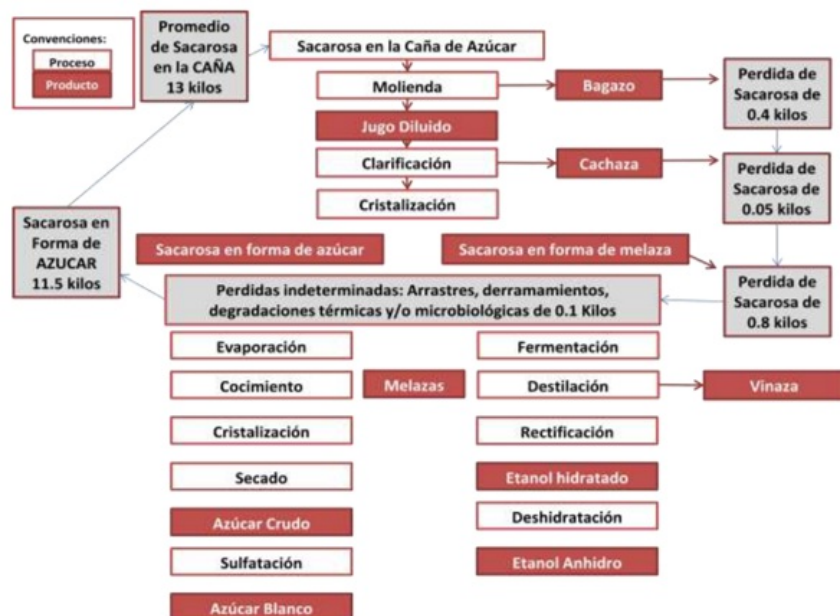 Convenciones:
Proceso
Producto
Promedio
de Sacarosa
en la CAÑA
13 kilos
Sacarosa en la Caña de Azúcar
Molienda
Bagazo
Perdida de
Sacarosa de
0.4 kilos
Jugo Diluido
Clarificación
Cachaza
Perdida de
Sacarosa de
0.05 kilos
Cristalización
Sacarosa en
Forma de
AZUCAR
11.5 kilos
Sacarosa en forma de azúcar
Sacarosa en forma de melaza
Perdida de
Sacarosa de
0.8 kilos
Perdidas indeterminadas: Arrastres, derramamientos,
degradaciones térmicas y/o microbiológicas de 0.1 Kilos
Evaporación
Fermentación
Cocimiento
Melazas
Destilación
Vinaza
Cristalización
Rectificación
Secado
Etanol hidratado
Azúcar Crudo
Deshidratación
Sulfatación
Etanol Anhidro
Azúcar Blanco